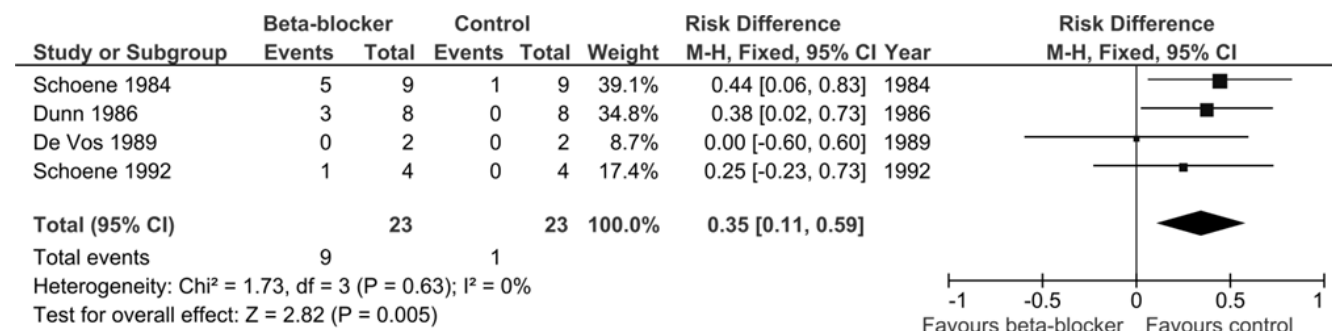 Beta-blocker Control Risk Difference Risk Difference
Study or Subgroup Events Total Events Total Weight M-H, Fixed, 95% CI Year M-H, Fixed, 95% CI
Schoene 1984 5 9 1 9 39.1% 0.44 [0.06, 0.83] 1984
Dunn 1986 3 8 0 8 34.8% 0.38 [0.02, 0.73] 1986
De Vos 1989 0 2 0 2 8.7% 0.00 [-0.60, 0.60] 1989
Schoene 1992 1 4 0 4 17.4% 0.25 [-0.23, 0.73] 1992
Total (95% CI) 23 23 100.0% 0.35 [0.11, 0.59]
Total events 9 1
Heterogeneity: Chi² = 1.73, df = 3 (P = 0.63); I² = 0%
Test for overall effect: Z = 2.82 (P = 0.005)
-1 -0.5 0 0.5 1
Favours beta-blocker Favours control